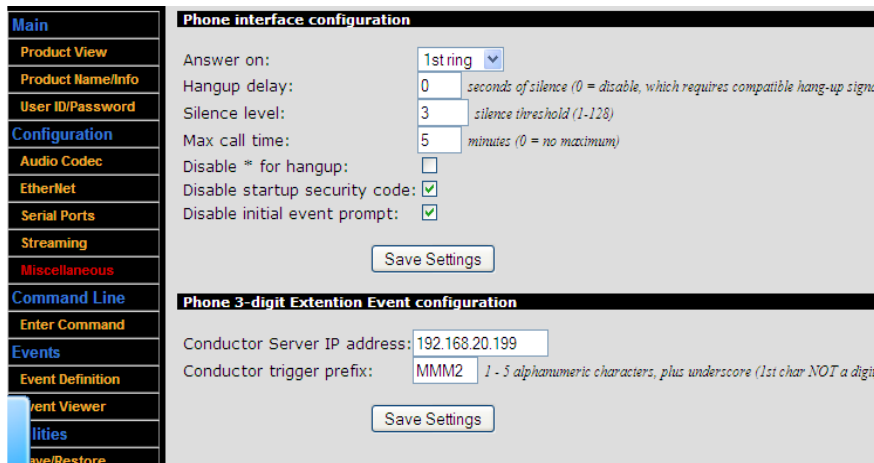 Main
Product View
Product Name/Info
User ID/Password
Configuration
Audio Codec
EtherNet
Serial Ports
Streaming
Miscellaneous
Command Line
Enter Command
Events
Event Definition
vent Viewer
lities
ave/Restore
Phone interface configuration
Answer on: 1st ring
Hangup delay: 0 seconds of silence (0 = disable, which requires compatible hang-up signa
Silence level: 3 silence threshold (1-128)
Max call time: 5 minutes (0 = no maximum)
Disable * for hangup:
Disable startup security code:
Disable initial event prompt:
Save Settings
Phone 3-digit Extention Event configuration
Conductor Server IP address: 192.168.20.199
Conductor trigger prefix: MMM2 1 - 5 alphanumeric characters, plus underscore (1st char NOT a digit
Save Settings